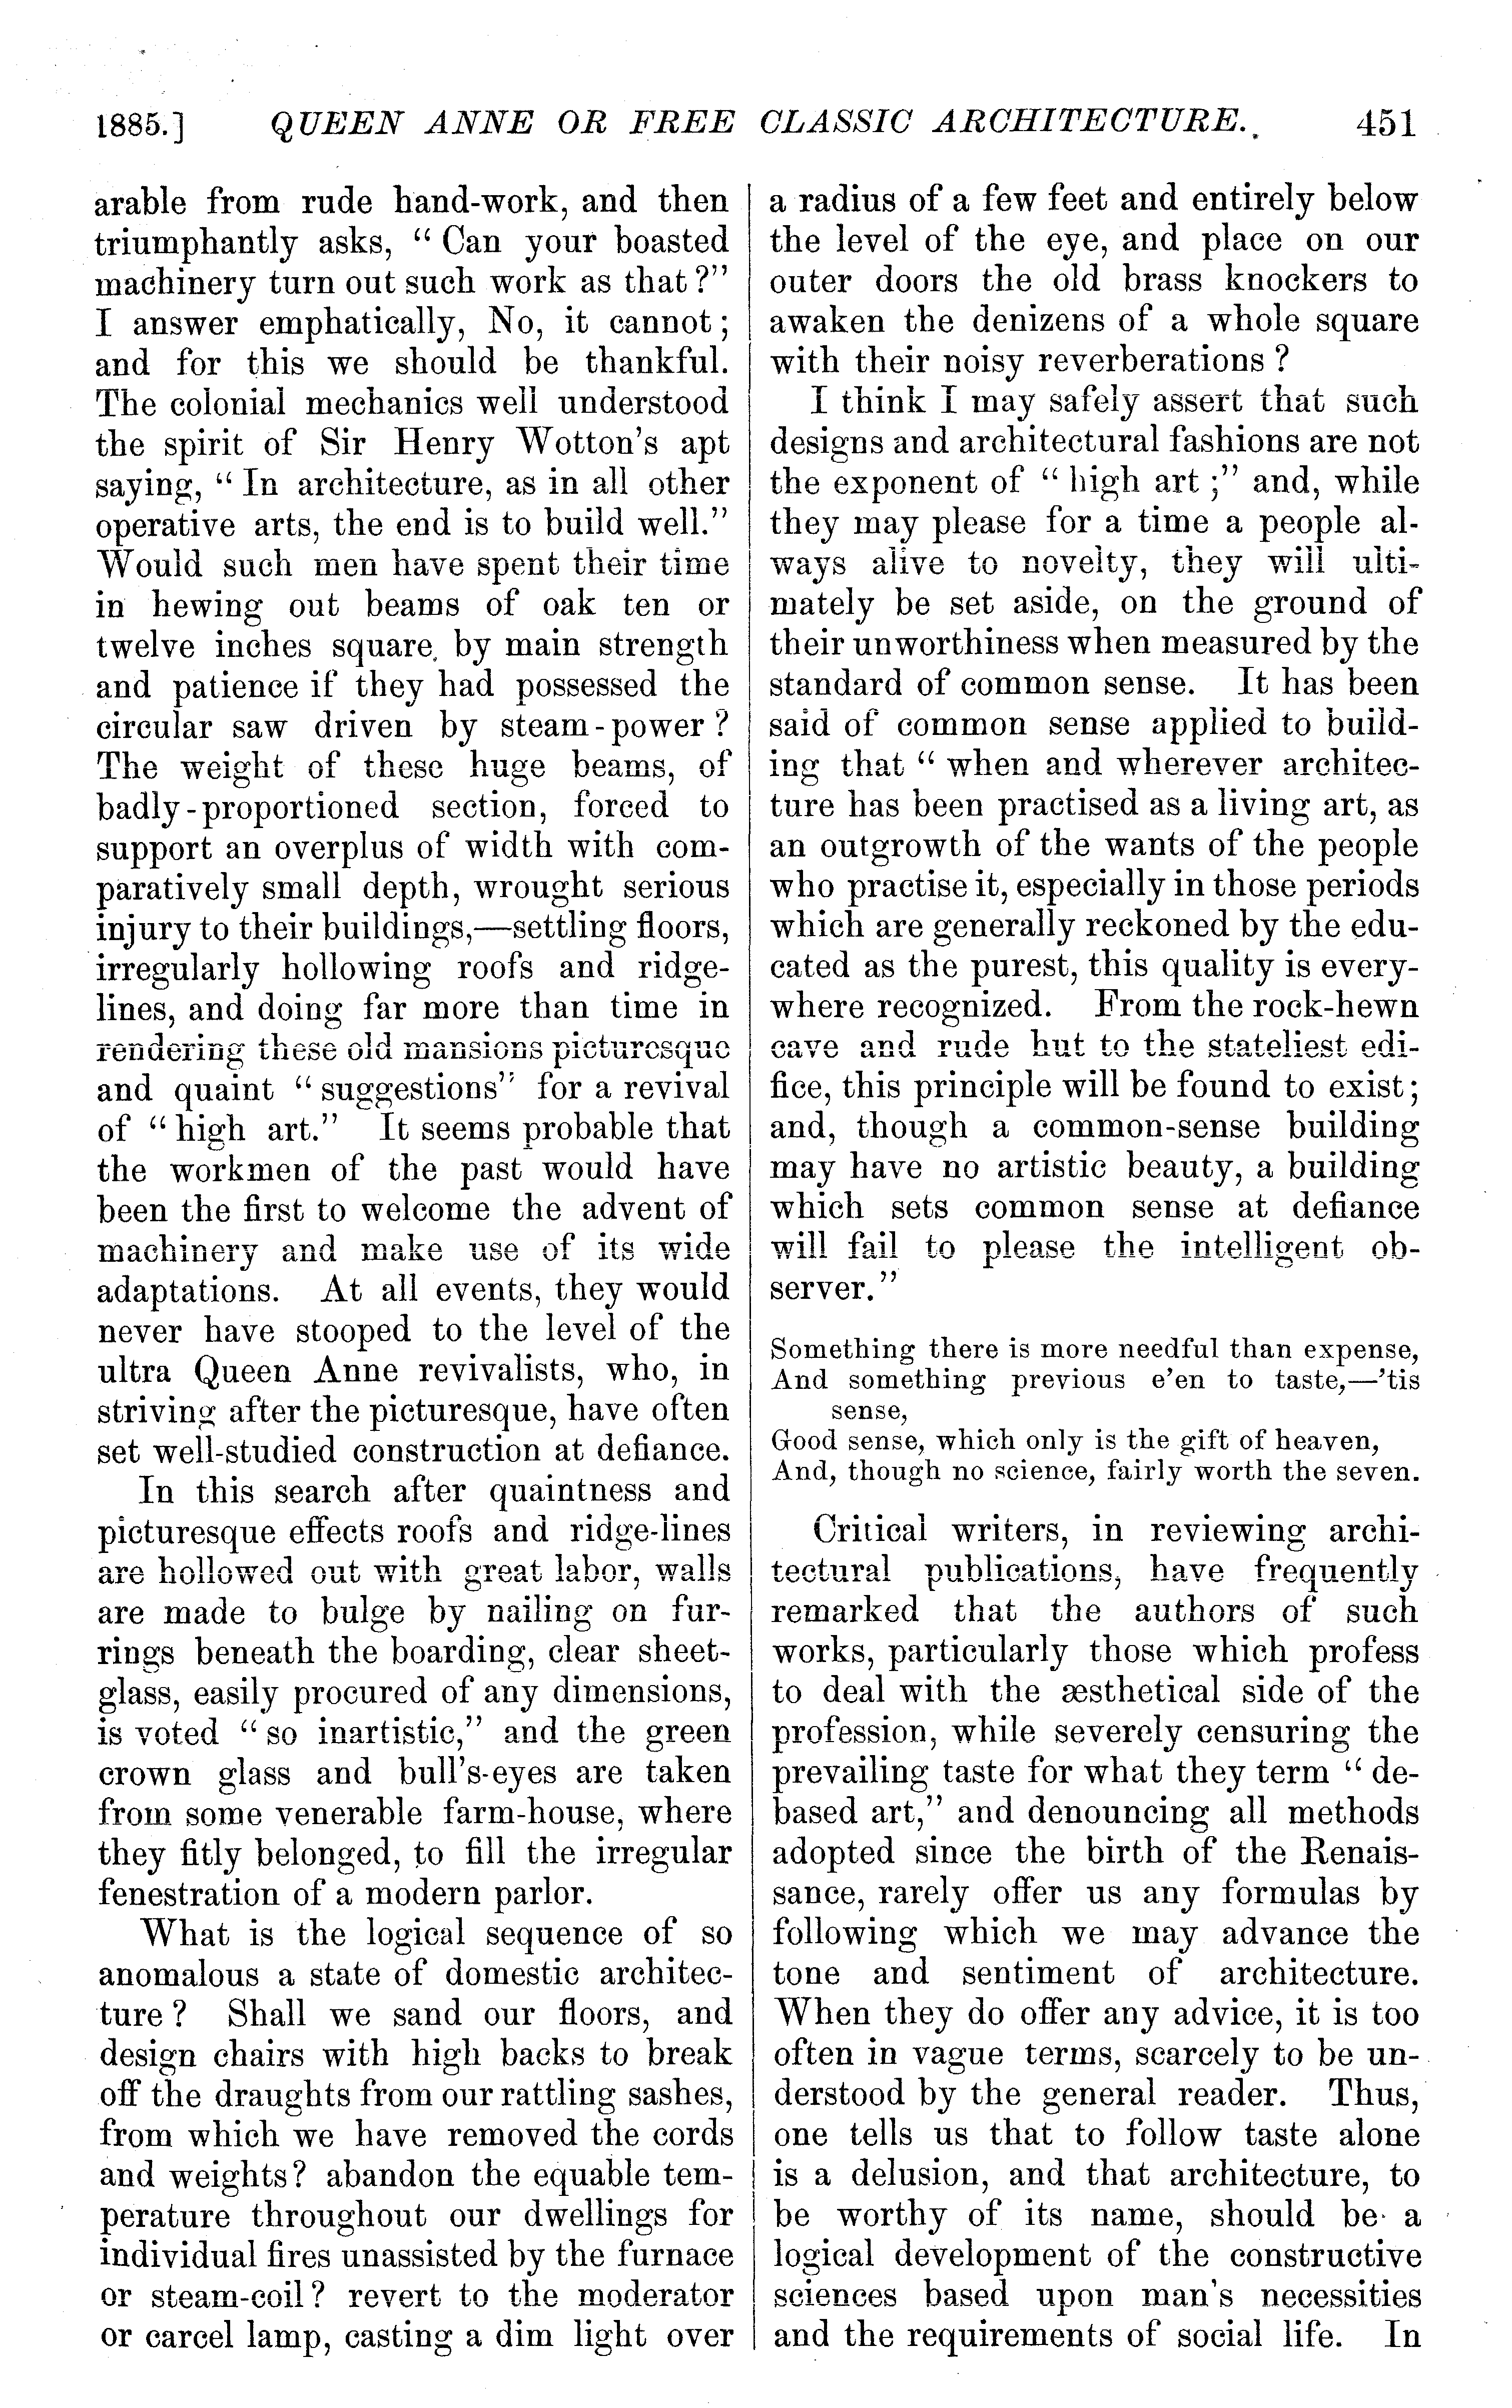 1885.] QUEEN ANNE OR FREE CLASSIC ARCHITECTURE. 451
arable from rude hand-work, and then
triumphantly asks, “ Can your boasted
machinery turn out such work as that ?”
I answer emphatically, No, it cannot ;
and for this we should be thankful.
The colonial mechanics well understood
the spirit of Sir Henry Wotton's apt
saying, “ In architecture, as in all other
operative arts, the end is to build well.”
Would such men have spent their time
in hewing out beams of oak ten or
twelve inches square by main strength
and patience if they had possessed the
circular saw driven by steam-power ?
The weight of these huge beams, of
badly-proportioned section, forced to
support an overplus of width with com-
paratively small depth, wrought serious
injury to their buildings,—settling floors,
irregularly hollowing roofs and ridge-
lines, and doing far more than time in
rendering these old mansions picturesque
and quaint “ suggestions” for a revival
of “ high art.” It seems probable that
the workmen of the past would have
been the first to welcome the advent of
machinery and make use of its wide
adaptations. At all events, they would
never have stooped to the level of the
ultra Queen Anne revivalists, who, in
striving after the picturesque, have often
set well-studied construction at defiance.
In this search after quaintness and
picturesque effects roofs and ridge-lines
are hollowed out with great labor, walls
are made to bulge by nailing on fur-
rings beneath the boarding, clear sheet-
glass, easily procured of any dimensions,
is voted “ so inartistic,” and the green
crown glass and bull's-eyes are taken
from some venerable farm-house, where
they fitly belonged, to fill the irregular
fenestration of a modern parlor.
What is the logical sequence of so
anomalous a state of domestic architec-
ture ? Shall we sand our floors, and
design chairs with high backs to break
off the draughts from our rattling sashes,
from which we have removed the cords
and weights ? abandon the equable tem-
perature throughout our dwellings for
individual fires unassisted by the furnace
or steam-coil ? revert to the moderator
or carcel lamp, casting a dim light over
a radius of a few feet and entirely below
the level of the eye, and place on our
outer doors the old brass knockers to
awaken the denizens of a whole square
with their noisy reverberations ?
I think I may safely assert that such
designs and architectural fashions are not
the exponent of “ high art ;” and, while
they may please for a time a people al-
ways alive to novelty, they will ulti-
mately be set aside, on the ground of
their unworthiness when measured by the
standard of common sense. It has been
said of common sense applied to build-
ing that “ when and wherever architec-
ture has been practised as a living art, as
an outgrowth of the wants of the people
who practise it, especially in those periods
which are generally reckoned by the edu-
cated as the purest, this quality is every-
where recognized. From the rock-hewn
cave and rude hut to the stateliest edi-
fice, this principle will be found to exist ;
and, though a common-sense building
may have no artistic beauty, a building
which sets common sense at defiance
will fail to please the intelligent ob-
server.”
Something there is more needful than expense,
And something previous e'en to taste,—'tis
sense,
Good sense, which only is the gift of heaven,
And, though no science, fairly worth the seven.
Critical writers, in reviewing archi-
tectural publications, have frequently
remarked that the authors of such
works, particularly those which profess
to deal with the æsthetical side of the
profession, while severely censuring the
prevailing taste for what they term “ de-
based art,” and denouncing all methods
adopted since the birth of the Renais-
sance, rarely offer us any formulas by
following which we may advance the
tone and sentiment of architecture.
When they do offer any advice, it is too
often in vague terms, scarcely to be un-
derstood by the general reader. Thus,
one tells us that to follow taste alone
is a delusion, and that architecture, to
be worthy of its name, should be a
logical development of the constructive
sciences based upon man's necessities
and the requirements of social life. In